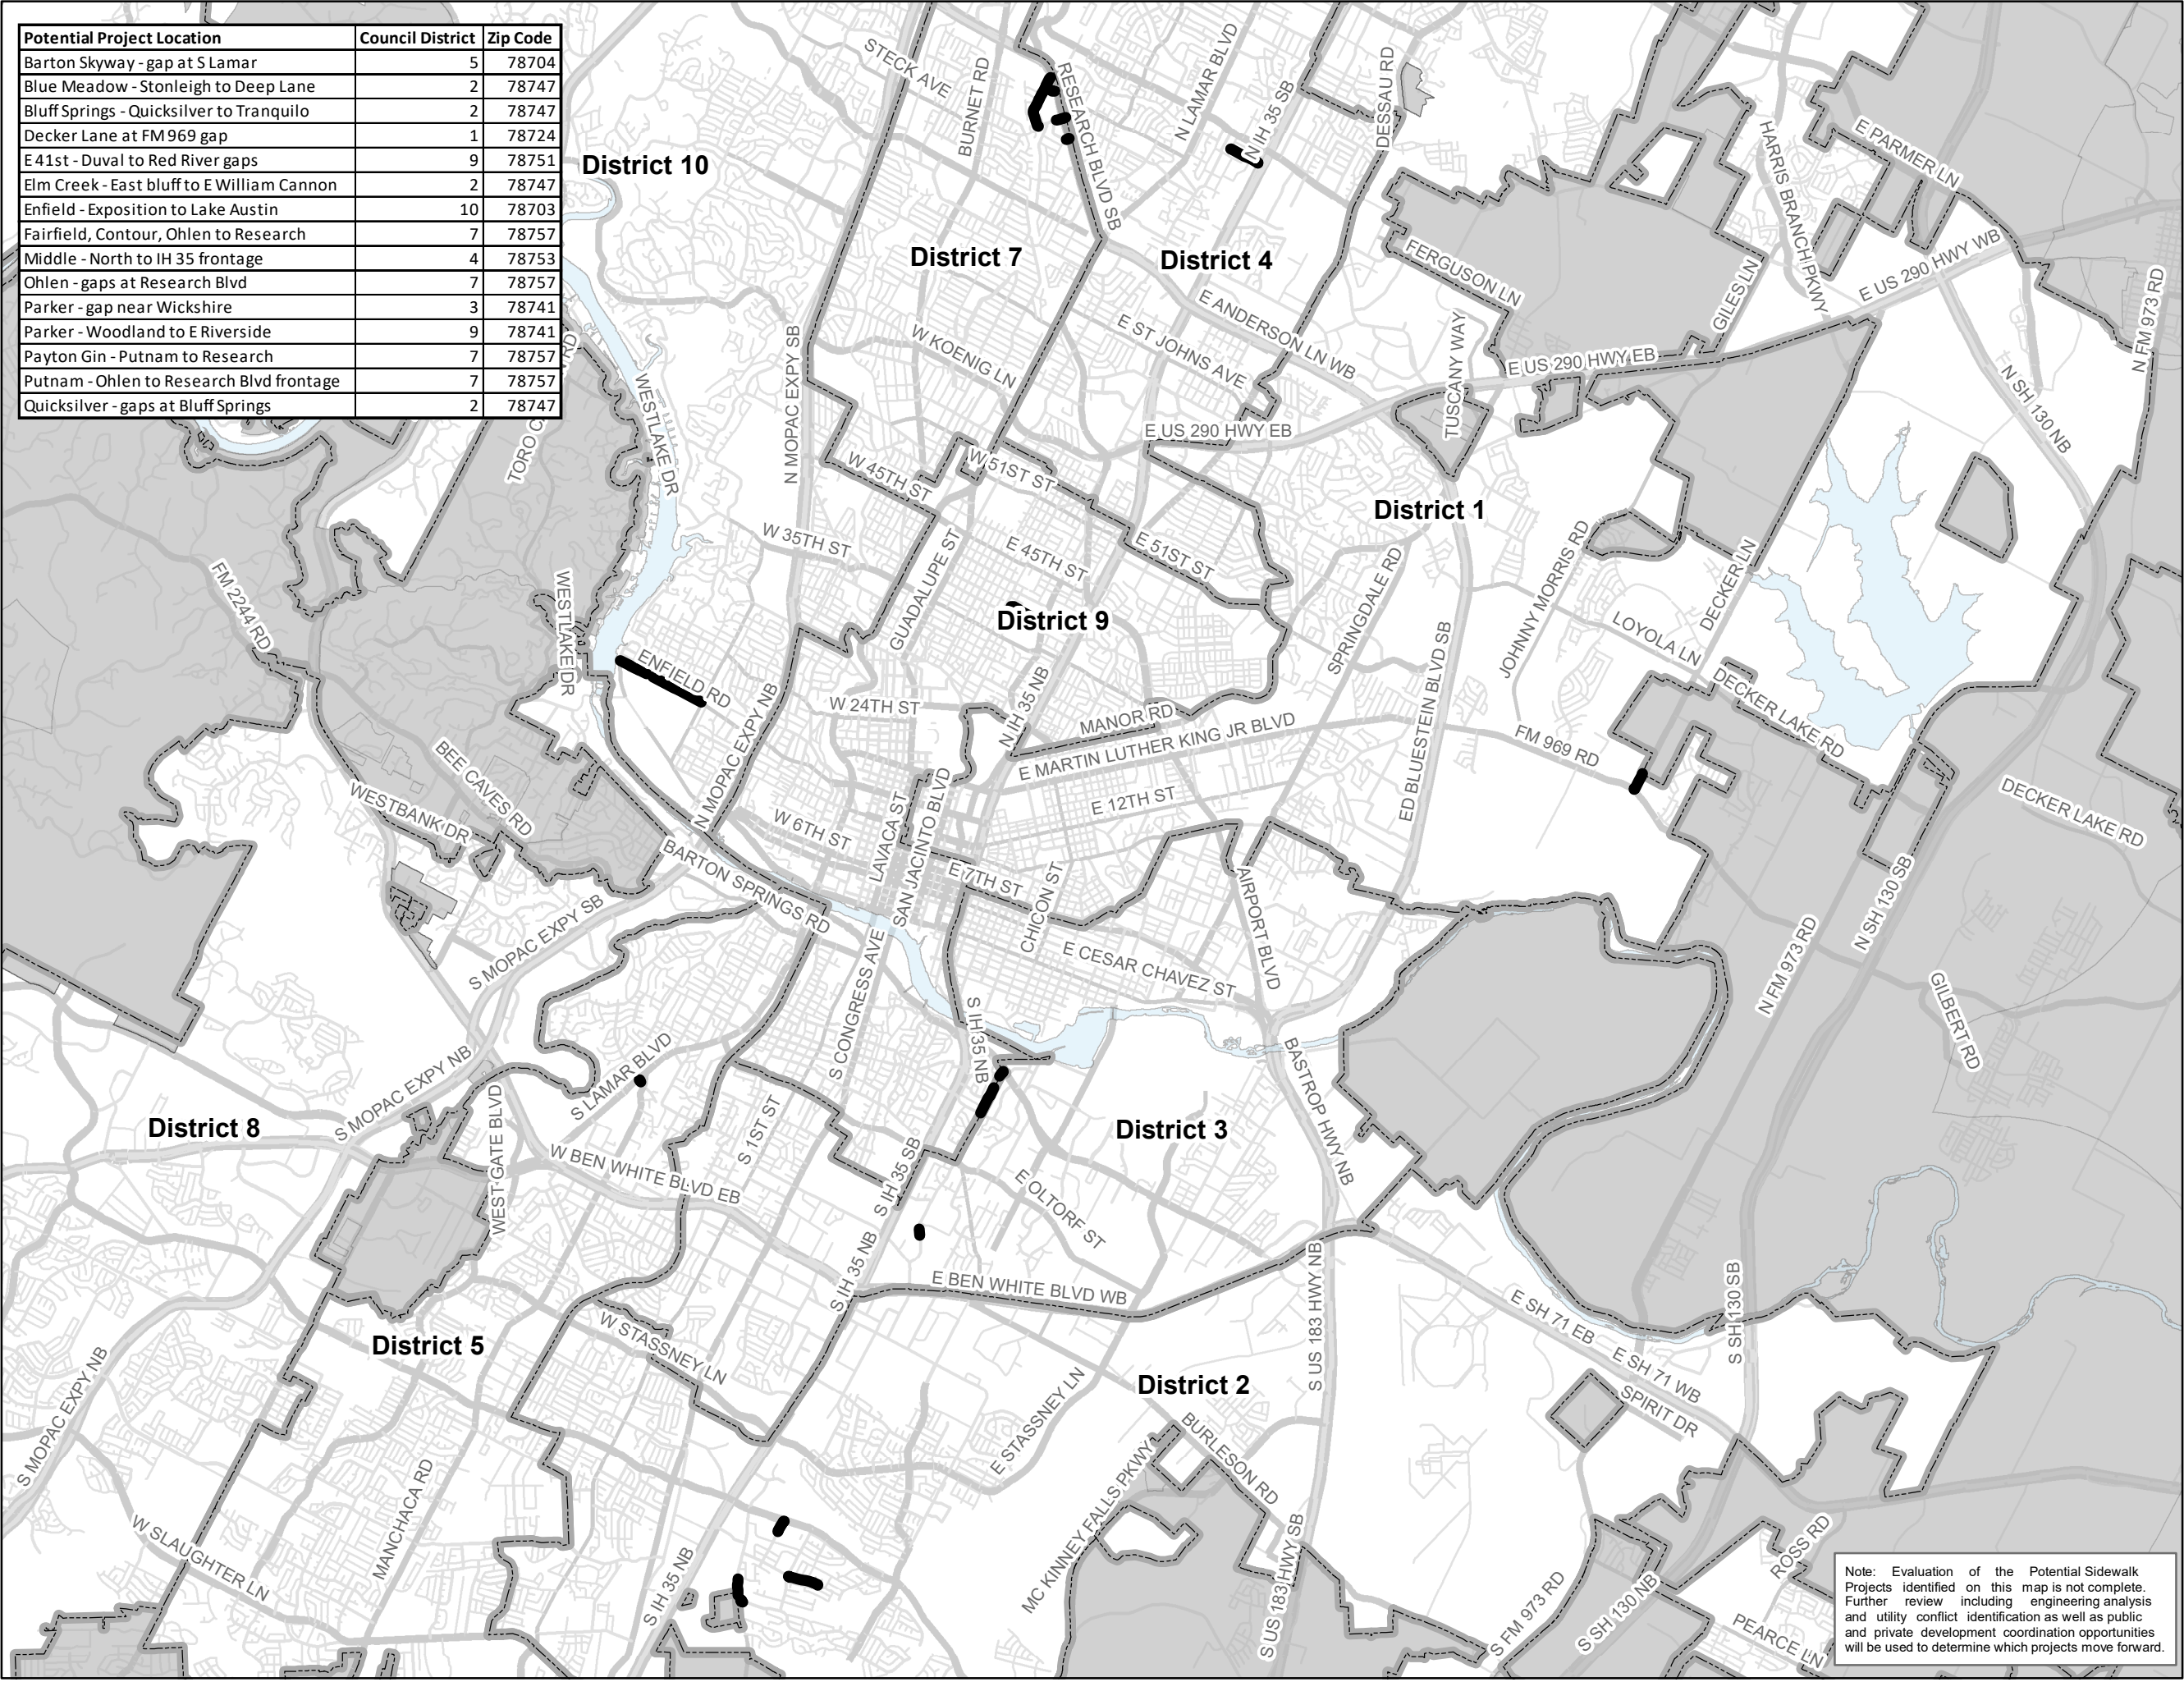 Potential Project Location Council District Zip Code
Barton Skyway - gap at S Lamar 5 78704
Blue Meadow - Stonleigh to Deep Lane 2 78747
Bluff Springs - Quicksilver to Tranquilo 2 78747
Decker Lane at FM 969 gap 1 78724
E 41st - Duval to Red River gaps 9 78751
Elm Creek - East bluff to E William Cannon 2 78747
Enfield - Exposition to Lake Austin 10 78703
Fairfield, Contour, Ohlen to Research 7 78757
Middle - North to IH 35 frontage 4 78753
Ohlen - gaps at Research Blvd 7 78757
Parker - gap near Wickshire 3 78741
Parker - Woodland to E Riverside 9 78741
Payton Gin - Putnam to Research 7 78757
Putnam - Ohlen to Research Blvd frontage 7 78757
Quicksilver - gaps at Bluff Springs 2 78747
STECK AVE
BURNET RD
RESEARCH BLVD SB
N LAMAR BLVD
N IH 35 SB
DESSAU RD
HARRIS BRANCH PKWY
E PARMER LN
District 10
District 7
District 4
FERGUSON LN
GILES LN
E US 290 HWY WB
N FM 973 RD
E ANDERSON LN WB
E ST JOHNS AVE
W KOENIG LN
TUSCANY WAY
E US 290 HWY EB
N SH 130 NB
N MOPAC EXPY SB
WESTLAKE DR
E US 290 HWY EB
W 45TH ST
W 51ST ST
District 1
W 35TH ST
GUADALUPE ST
E 45TH ST
E 51ST ST
SPRINGDALE RD
JOHNNY MORRIS RD
DECKER LN
FM 2244 RD
WESTLAKE DR
District 9
LOYOLA LN
ED BLUESTEIN BLVD SB
ENFIELD RD
W 24TH ST
N IH 35 NB
MANOR RD
E MARTIN LUTHER KING JR BLVD
FM 969 RD
DECKER LAKE RD
N MOPAC EXPY NB
BEE CAVES RD
WESTBANK DR
E 12TH ST
DECKER LAKE RD
W 6TH ST
LAVACA ST
SAN JACINTO BLVD
BARTON SPRINGS RD
E 7TH ST
CHICON ST
AIRPORT BLVD
N SH 130 SB
S MOPAC EXPY SB
E CESAR CHAVEZ ST
N FM 973 RD
GILBERT RD
S CONGRESS AVE
S IH 35 NB
BASTROP HWY NB
S LAMAR BLVD
S MOPAC EXPY NB
District 8
District 3
S 1ST ST
WEST GATE BLVD
W BEN WHITE BLVD EB
S IH 35 SB
E OLTORF ST
S IH 35 NB
E BEN WHITE BLVD WB
S US 183 HWY NB
E SH 71 EB
S SH 130 SB
District 5
W STASSNEY LN
E SH 71 WB
SPIRIT DR
District 2
S MOPAC EXPY NB
E STASSNEY LN
BURLESON RD
MANCHACA RD
MC KINNEY FALLS PKWY
W SLAUGHTER LN
S IH 35 NB
S US 183 HWY SB
S FM 973 RD
S SH 130 NB
ROSS RD
PEARCE LN
Note: Evaluation of the Potential Sidewalk
Projects identified on this map is not complete.
Further review including engineering analysis
and utility conflict identification as well as public
and private development coordination opportunities
will be used to determine which projects move forward.